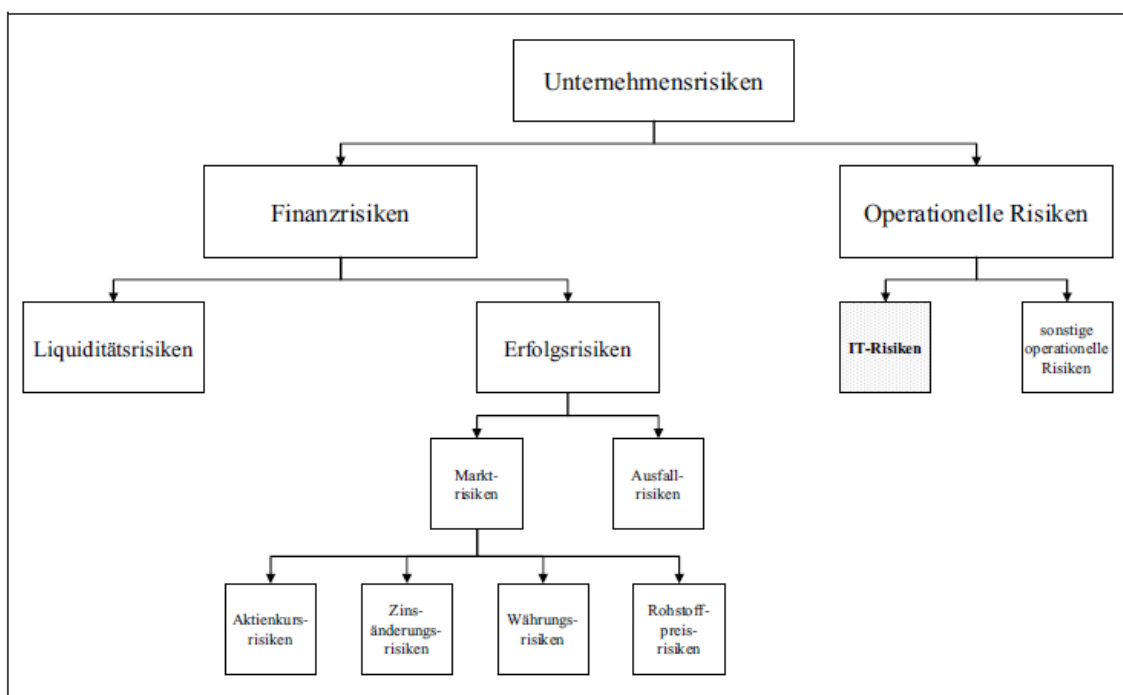 Unternehmensrisiken
Finanzrisiken
Operationelle Risiken
Liquiditätsrisiken
Erfolgsrisiken
IT-Risiken
sonstige
operationelle
Risiken
Markt-
risiken
Ausfall-
risiken
Aktienkurs-
risiken
Zins-
änderungs-
risiken
Währungs-
risiken
Rohstoff-
preis-
risiken